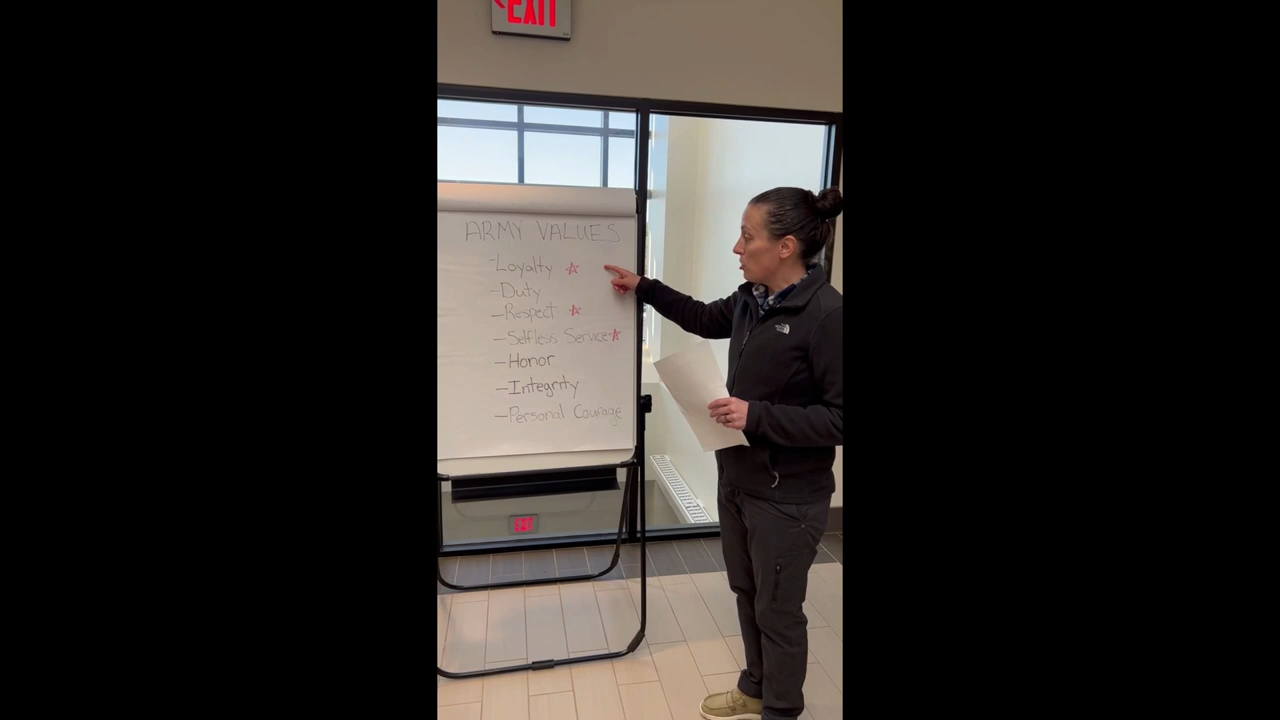 EXIT
ARMY VALUES
-Loyalty ☆
-Duty
-Respect ☆
-Selfless Service☆
-Honor
-Integrity
-Personal Courage
EXIT